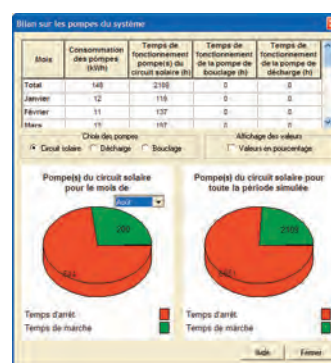 Bilan sur les pompes du système
Mois
Consommation des pompes (kWh)
Temps de fonctionnement pompe(s) du circuit solaire (h)
Temps de fonctionnement de la pompe de bouclage (h)
Temps de fonctionnement de la pompe de décharge (h)
Total 0 0
Janvier 12 0 0
Février 11 137 0 0
Mars 0 0
Choix des pompes
Circuit solaire Décharge Bouclage
Affichage des valeurs
Valeurs en pourcentage
Pompe(s) du circuit solaire pour le mois de
Août
Pompe(s) du circuit solaire pour toute la période simulée
200
Temps d'arrêt
Temps de marche
Temps d'arrêt
Temps de marche
Fermer